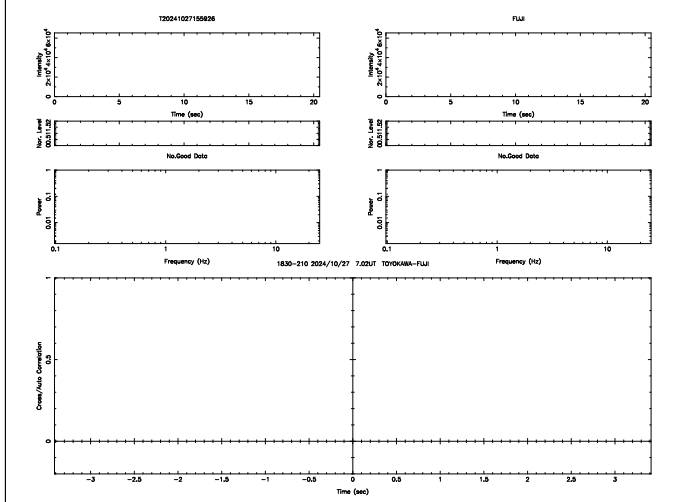 T20241027155926
FUJI
Intensity
0 2×10⁴ 4×10⁴ 6×10⁴
0 5 10 15 20
Time (sec)
Intensity
0 2×10⁴ 4×10⁴ 6×10⁴
0 5 10 15 20
Time (sec)
Nor. Level
00.511.52
Nor. Level
00.511.52
No.Good Data
No.Good Data
Power
1
0.1
0.01
0.1 1 10
Frequency (Hz)
Power
1
0.1
0.01
0.1 1 10
Frequency (Hz)
1830-210 2024/10/27 7.02UT TOYOKAWA-FUJI
Cross/Auto Correlation
1
0.5
0
-3 -2.5 -2 -1.5 -1 -0.5 0 0.5 1 1.5 2 2.5 3
Time (sec)